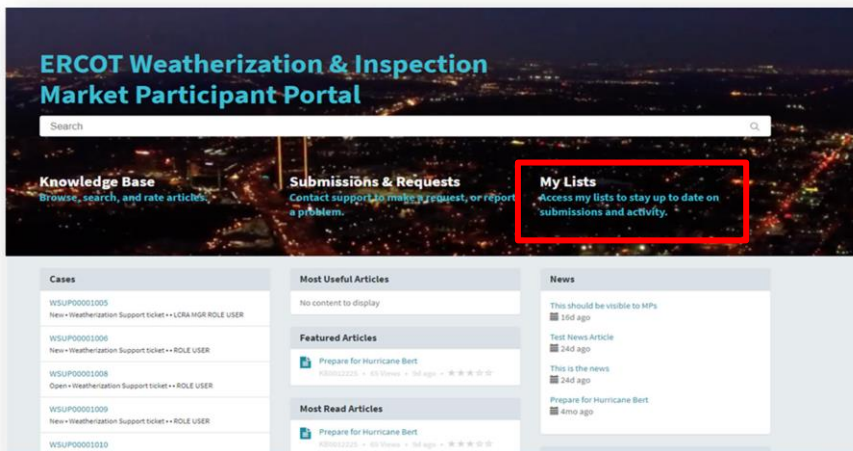 ERCOT Weatherization & Inspection
Market Participant Portal
Search
Knowledge Base
Browse, search, and rate articles.
Submissions & Requests
Contact support to make a request, or report
a problem.
My Lists
Access my lists to stay up to date on
submissions and activity.
Cases
WSUP00001005
New • Weatherization Support ticket • • LCRA MGR ROLE USER
WSUP00001006
New • Weatherization Support ticket • • ROLE USER
WSUP00001008
Open • Weatherization Support ticket • • ROLE USER
WSUP00001009
New • Weatherization Support ticket • • ROLE USER
WSUP00001010
Most Useful Articles
No content to display
Featured Articles
Prepare for Hurricane Bert
Views • 9d ago •
Most Read Articles
Prepare for Hurricane Bert
Views • 9d ago •
News
This should be visible to MPs
16d ago
Test News Article
24d ago
This is the news
24d ago
Prepare for Hurricane Bert
4mo ago